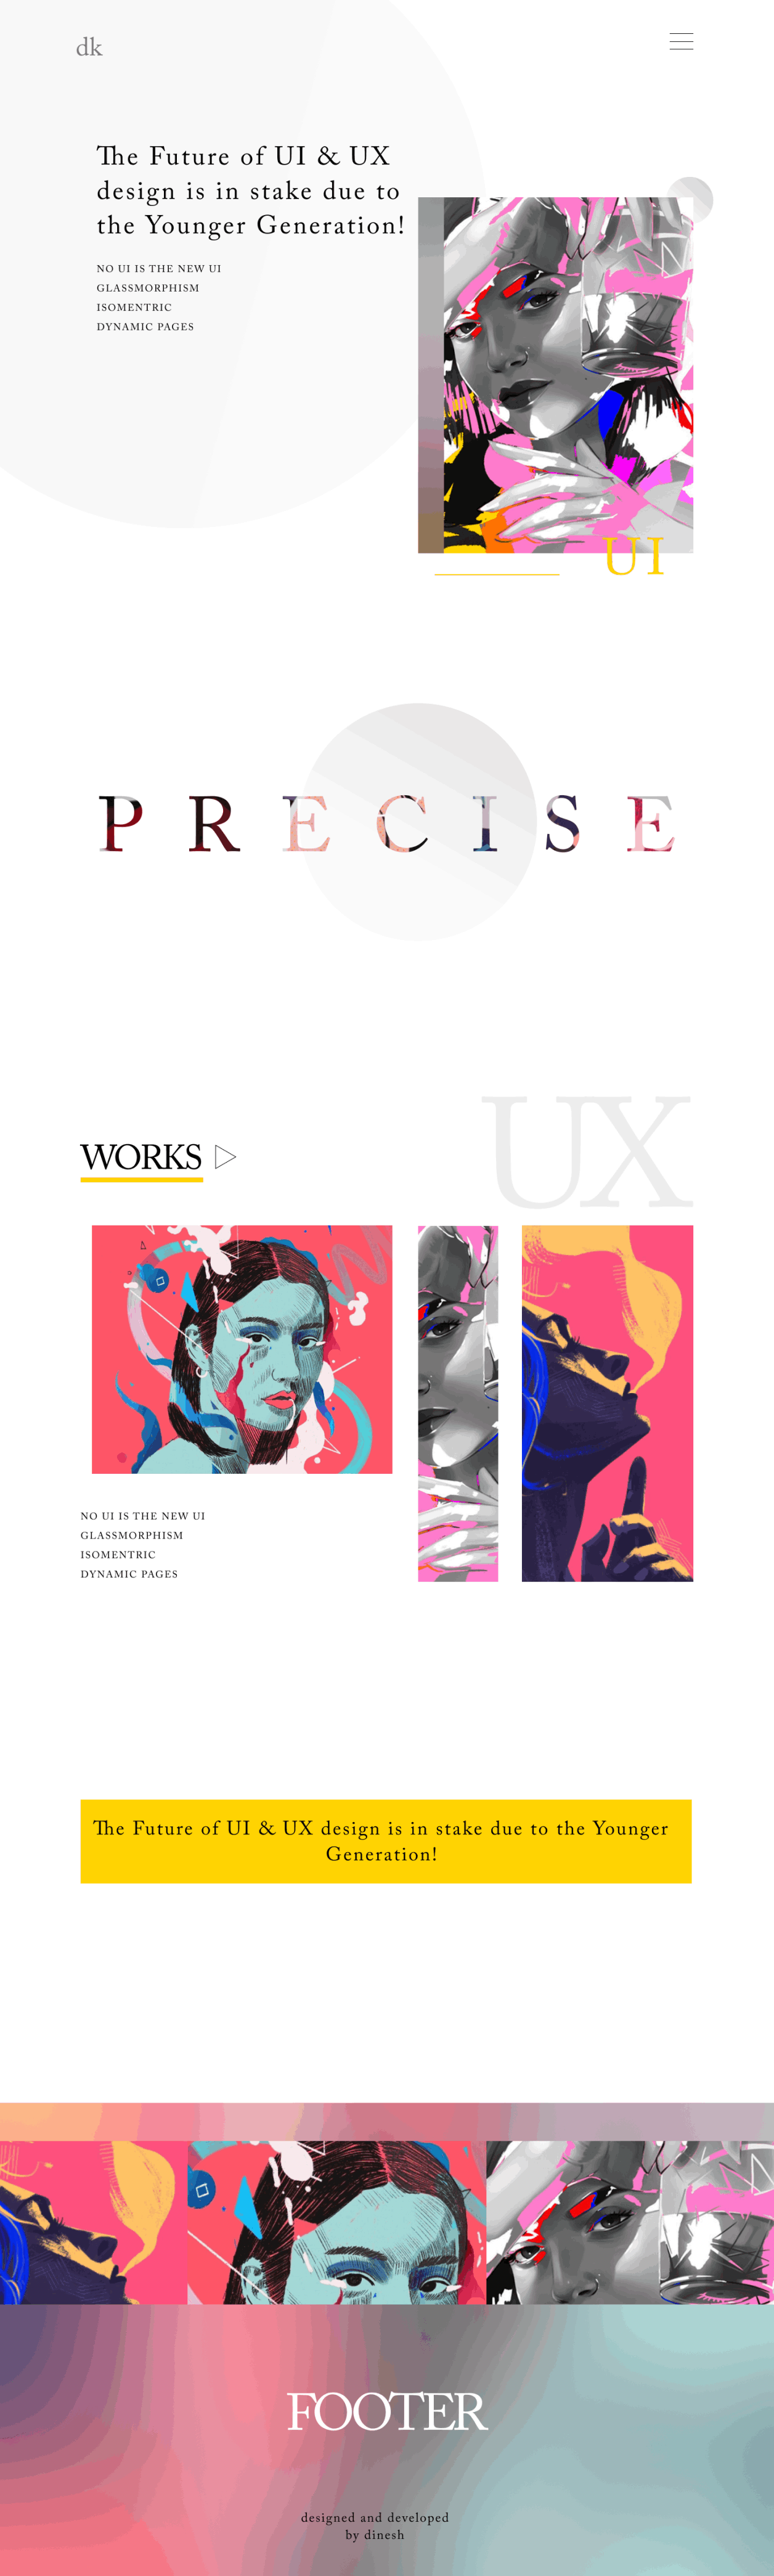 dk
The Future of UI & UX
design is in stake due to
the Younger Generation!
NO UI IS THE NEW UI
GLASSMORPHISM
ISOMENTRIC
DYNAMIC PAGES
UI
PRECISE
UX
WORKS
NO UI IS THE NEW UI
GLASSMORPHISM
ISOMENTRIC
DYNAMIC PAGES
The Future of UI & UX design is in stake due to the Younger
Generation!
FOOTER
designed and developed
by dinesh